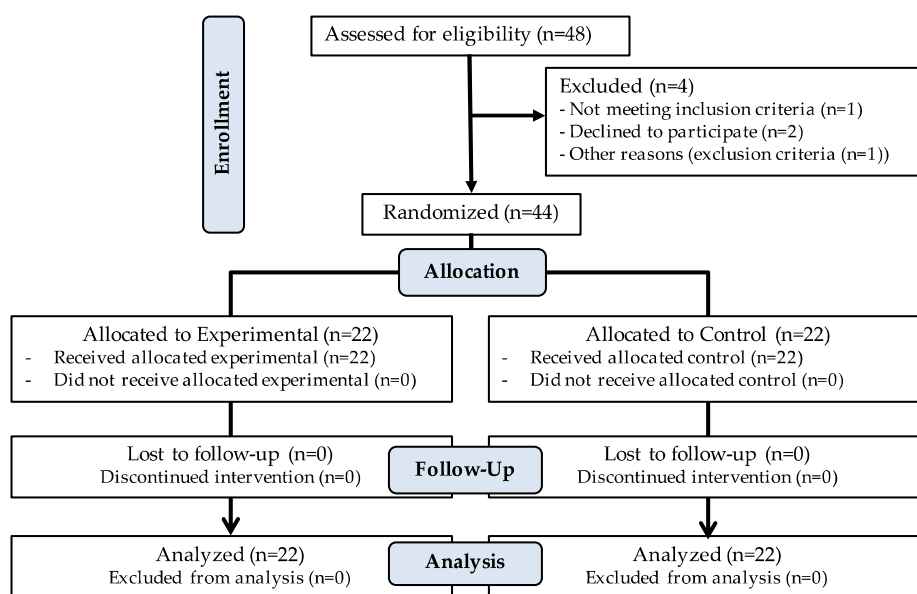 Assessed for eligibility (n=48)
Enrollment
Excluded (n=4)
- Not meeting inclusion criteria (n=1)
- Declined to participate (n=2)
- Other reasons (exclusion criteria (n=1))
Randomized (n=44)
Allocation
Allocated to Experimental (n=22)
- Received allocated experimental (n=22)
- Did not receive allocated experimental (n=0)
Allocated to Control (n=22)
- Received allocated control (n=22)
- Did not receive allocated control (n=0)
Lost to follow-up (n=0)
Discontinued intervention (n=0)
Follow-Up
Lost to follow-up (n=0)
Discontinued intervention (n=0)
Analyzed (n=22)
Excluded from analysis (n=0)
Analysis
Analyzed (n=22)
Excluded from analysis (n=0)